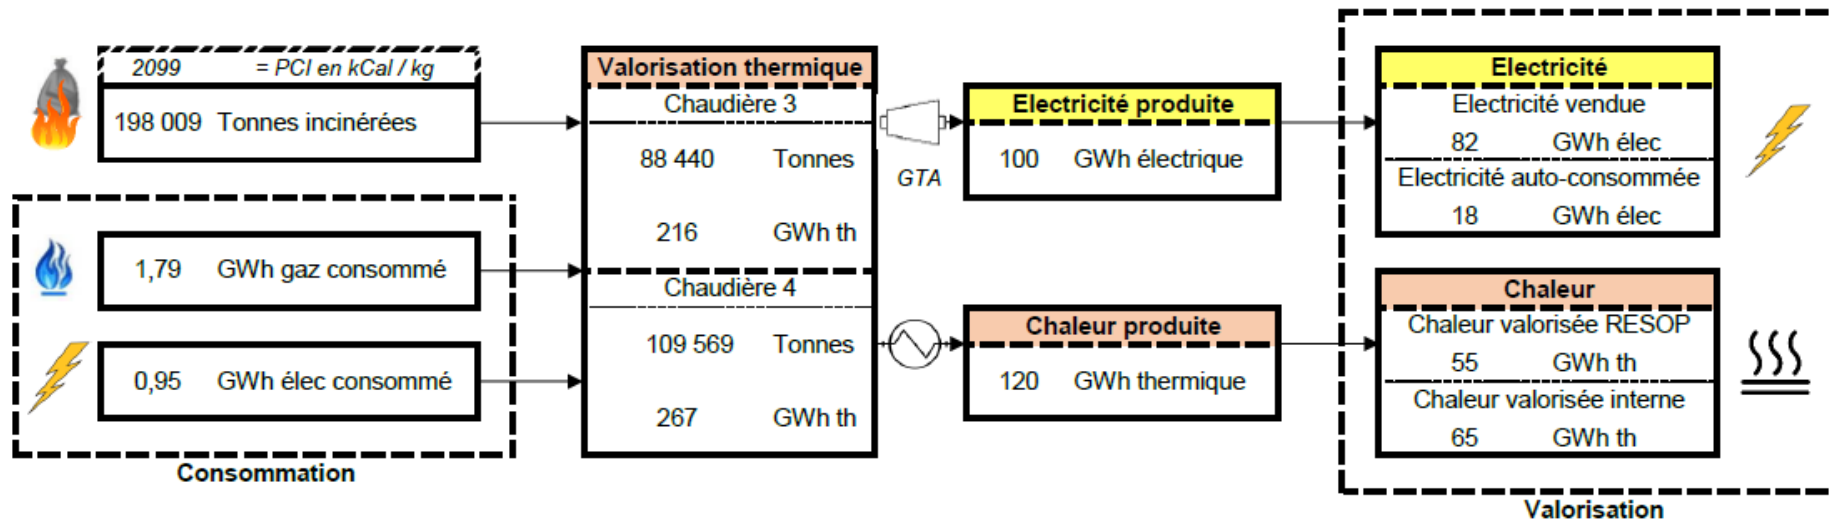 2099 = PCI en kCal / kg
198 009 Tonnes incinérées
1,79 GWh gaz consommé
0,95 GWh élec consommé
Consommation
Valorisation thermique
Chaudière 3
88 440 Tonnes
216 GWh th
Chaudière 4
109 569 Tonnes
267 GWh th
GTA
Electricité produite
100 GWh électrique
Chaleur produite
120 GWh thermique
Electricité
Electricité vendue
82 GWh élec
Electricité auto-consommée
18 GWh élec
Chaleur
Chaleur valorisée RESOP
55 GWh th
Chaleur valorisée interne
65 GWh th
Valorisation